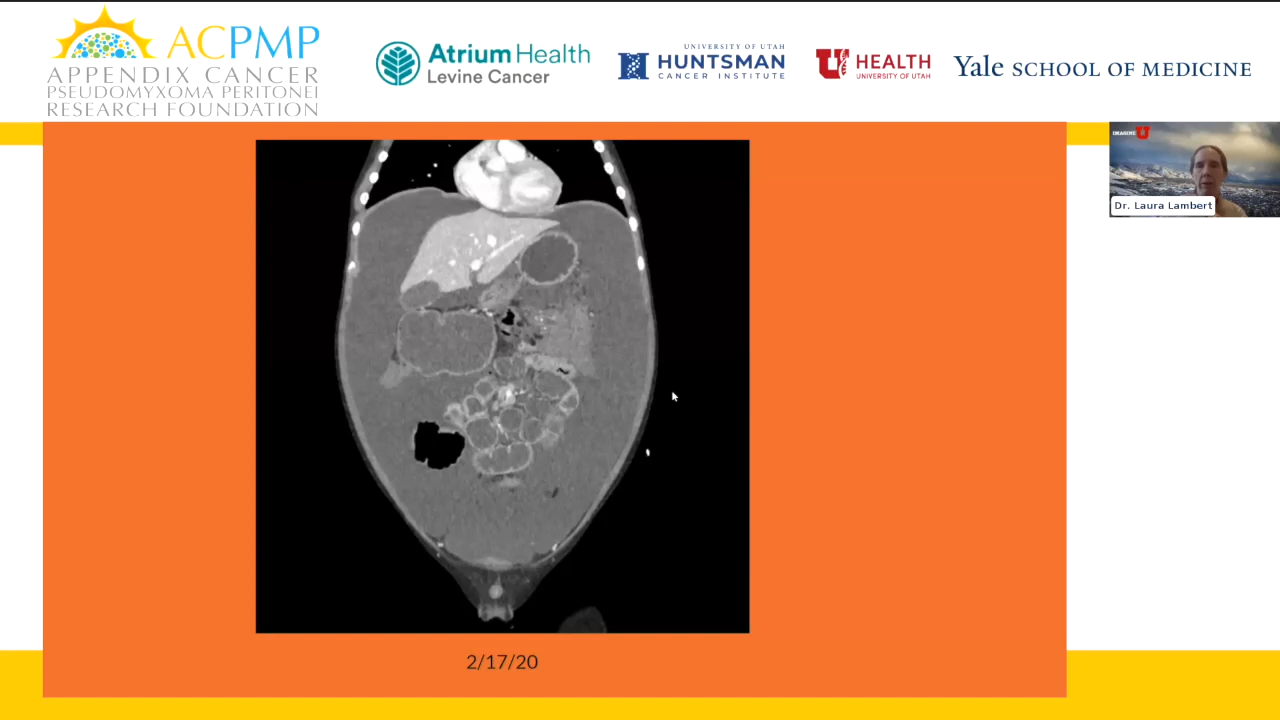 ACPMP
APPENDIX CANCER
PSEUDOMYXOMA PERITONEI
RESEARCH FOUNDATION
Atrium Health
Levine Cancer
UNIVERSITY OF UTAH
HUNTSMAN
CANCER INSTITUTE
U HEALTH
UNIVERSITY OF UTAH
Yale SCHOOL OF MEDICINE
IMAGINE U
Dr. Laura Lambert
2/17/20